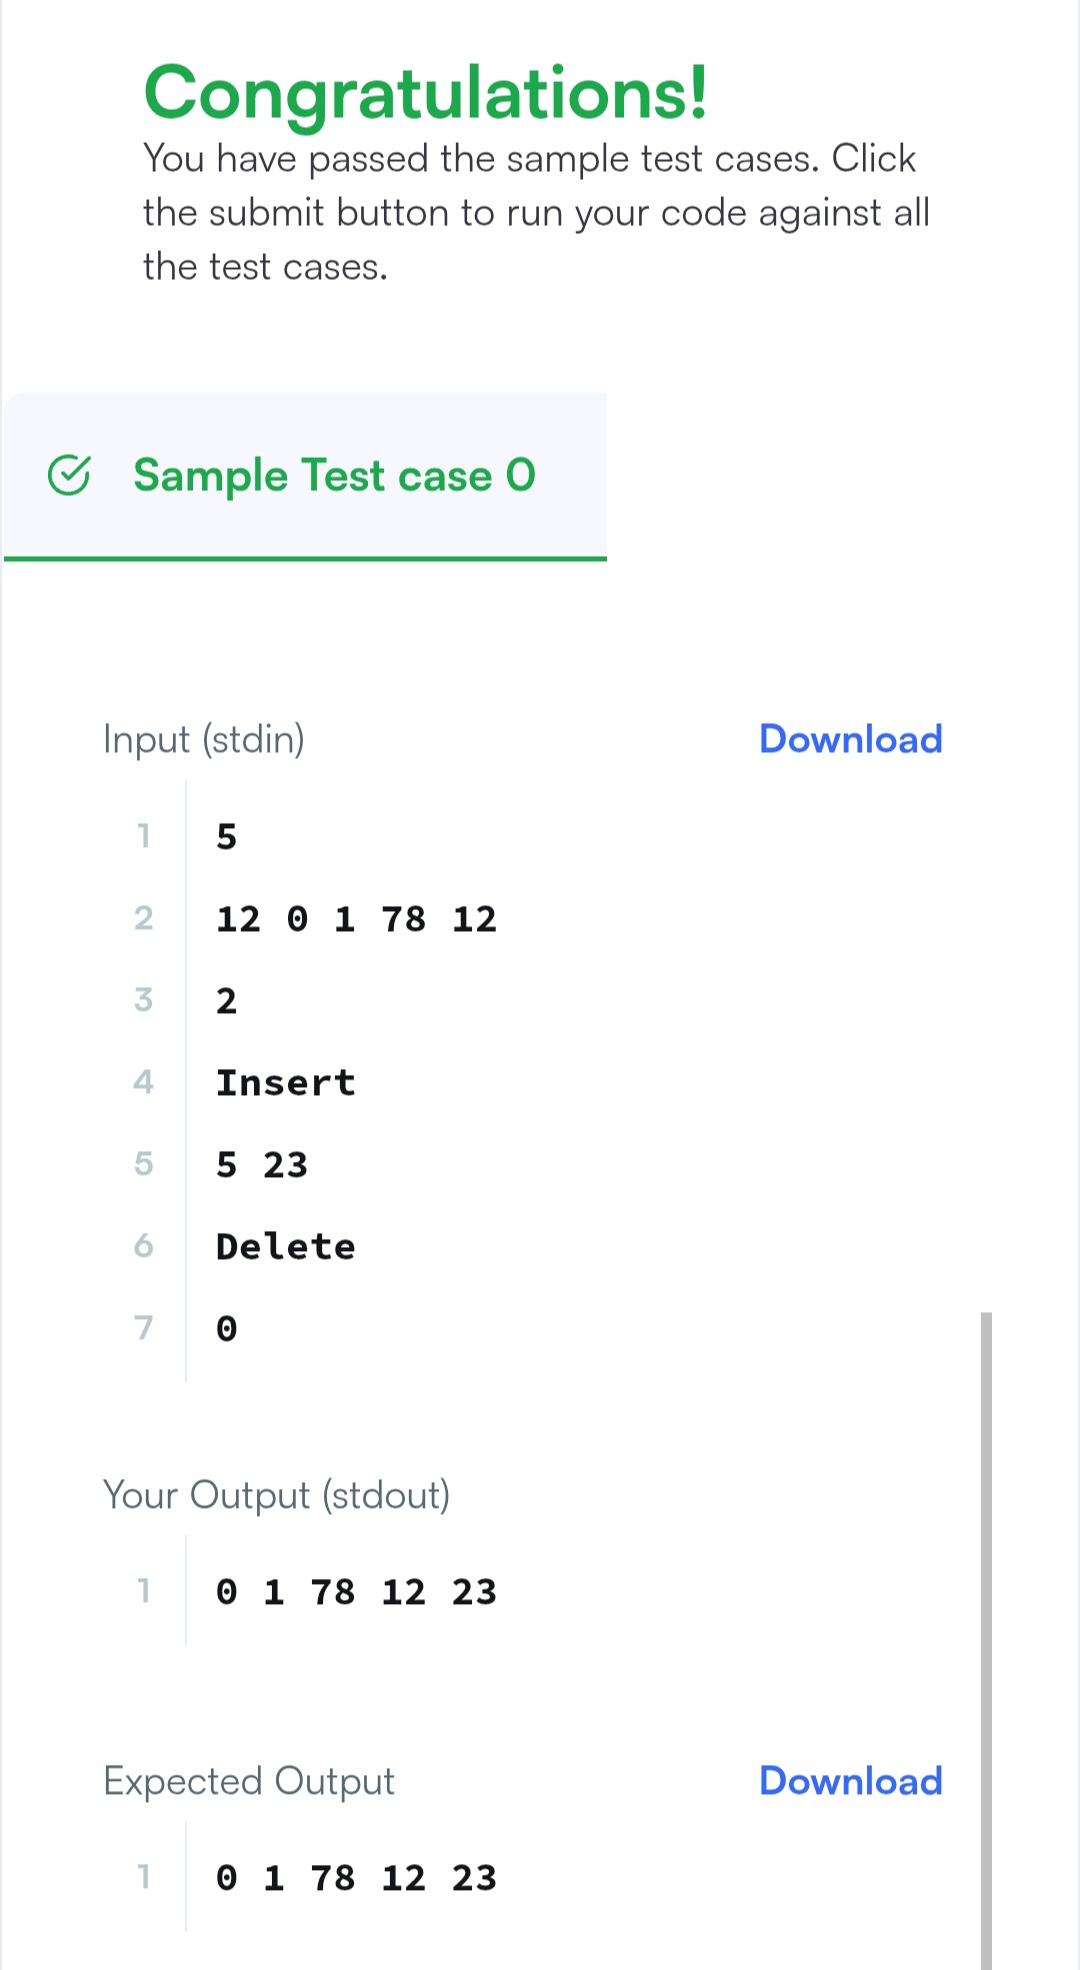 Congratulations!
You have passed the sample test cases. Click
the submit button to run your code against all
the test cases.
Sample Test case 0
Input (stdin)
Download
1 5
2 12 0 1 78 12
3 2
4 Insert
5 5 23
6 Delete
7 0
Your Output (stdout)
1 0 1 78 12 23
Expected Output
Download
1 0 1 78 12 23